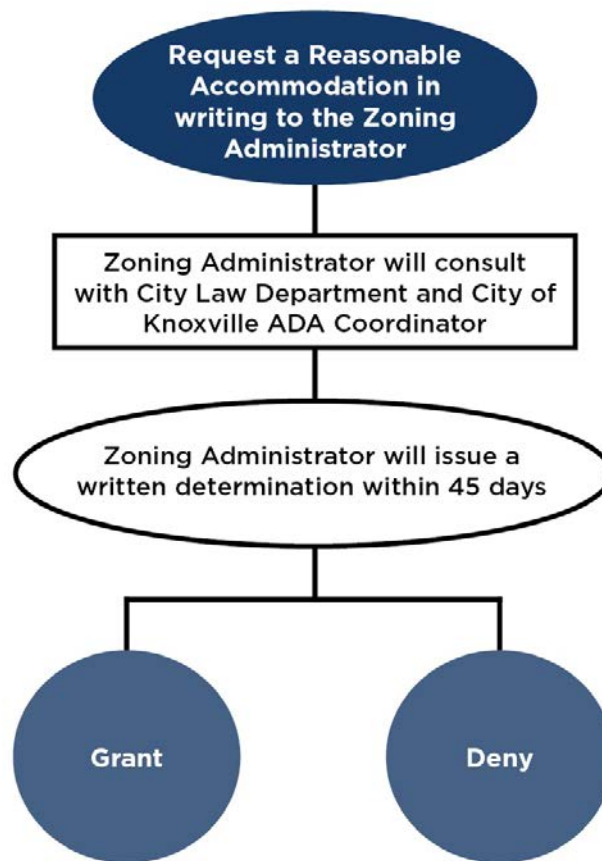 Request a Reasonable
Accommodation in
writing to the Zoning
Administrator
Zoning Administrator will consult
with City Law Department and City of
Knoxville ADA Coordinator
Zoning Administrator will issue a
written determination within 45 days
Grant
Deny